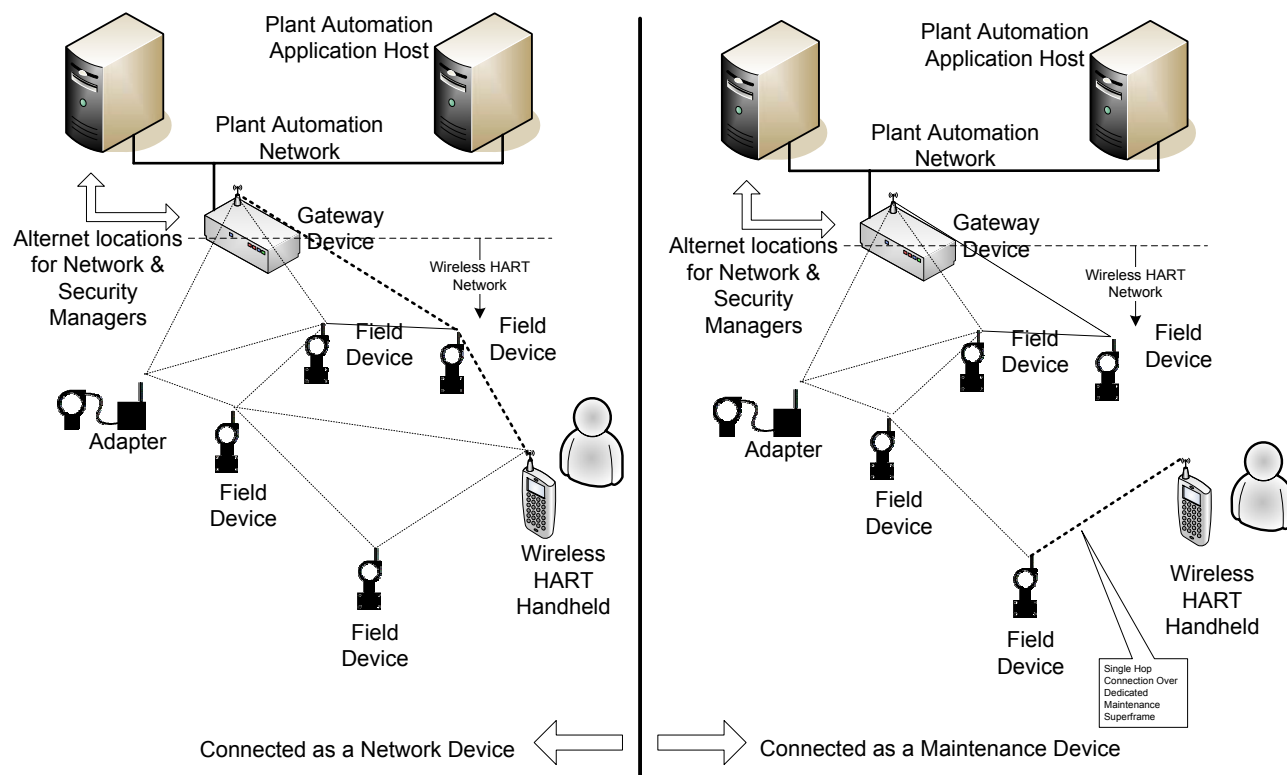 Plant Automation
Application Host
Plant Automation
Network
Gateway
Device
Alternet locations
for Network &
Security
Managers
Wireless HART
Network
Field
Device
Field
Device
Adapter
Field
Device
Field
Device
Wireless
HART
Handheld
Connected as a Network Device
Plant Automation
Application Host
Plant Automation
Network
Gateway
Device
Alternet locations
for Network &
Security
Managers
Wireless HART
Network
Field
Device
Field
Device
Adapter
Field
Device
Field
Device
Wireless
HART
Handheld
Single Hop
Connection Over
Dedicated
Maintenance
Superframe
Connected as a Maintenance Device